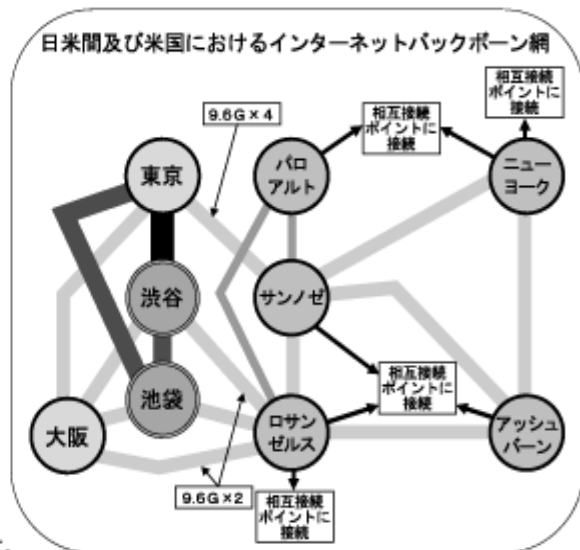 日米間及び米国におけるインターネットバックボーン網
相互接続
ポイントに
接続
9.6G×4
相互接続
ポイントに
接続
東京
パロ
アルト
ニュー
ヨーク
渋谷
サンノゼ
相互接続
ポイントに
接続
池袋
大阪
ロサン
ゼルス
アッシュ
バーン
9.6G×2
相互接続
ポイントに
接続